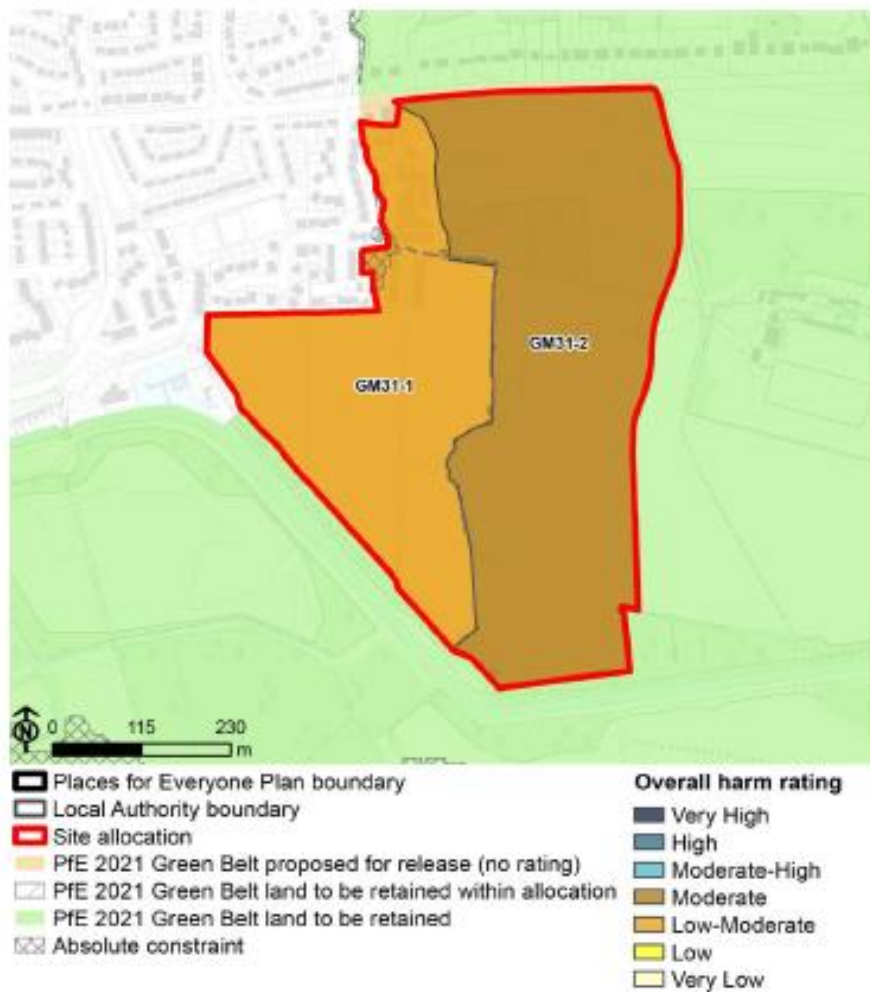 GM31-2
GM31-1
N
0 115 230
m
Places for Everyone Plan boundary
Local Authority boundary
Site allocation
PfE 2021 Green Belt proposed for release (no rating)
PfE 2021 Green Belt land to be retained within allocation
PfE 2021 Green Belt land to be retained
Absolute constraint
Overall harm rating
Very High
High
Moderate-High
Moderate
Low-Moderate
Low
Very Low